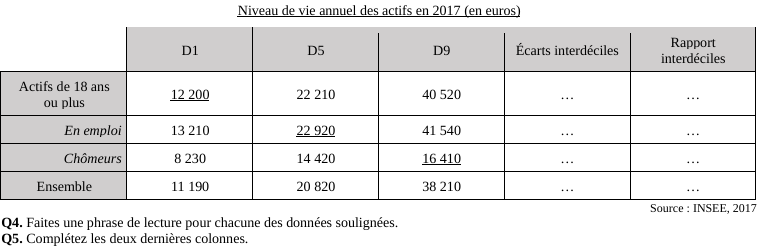 Niveau de vie annuel des actifs en 2017 (en euros)
D1 D5 D9 Écarts interdéciles Rapport interdéciles
Actifs de 18 ans ou plus 12 200 22 210 40 520 … …
En emploi 13 210 22 920 41 540 … …
Chômeurs 8 230 14 420 16 410 … …
Ensemble 11 190 20 820 38 210 … …
Source : INSEE, 2017
Q4. Faites une phrase de lecture pour chacune des données soulignées.
Q5. Complétez les deux dernières colonnes.